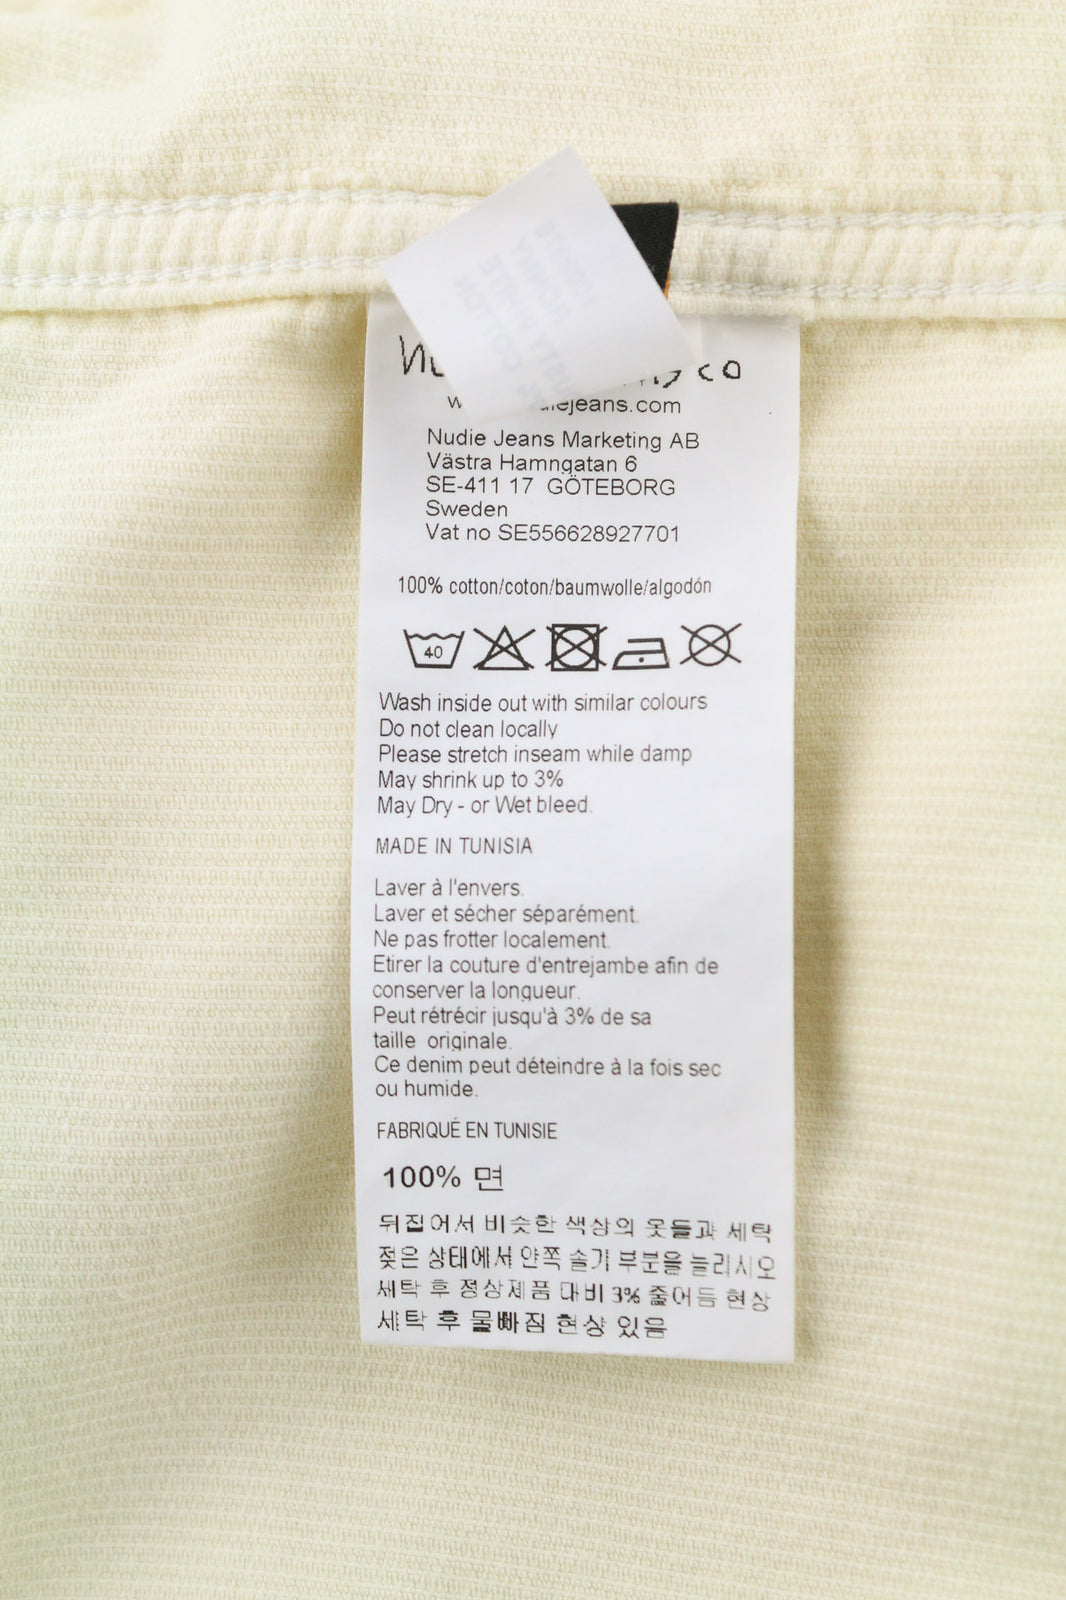 co
Nudie Jeans Marketing AB
Västra Hamngatan 6
SE-411 17 GÖTEBORG
Sweden
Vat no SE556628927701
100% cotton/coton/baumwolle/algodón
40
Wash inside out with similar colours
Do not clean locally
Please stretch inseam while damp
May shrink up to 3%
May Dry - or Wet bleed.
MADE IN TUNISIA
Laver à l'envers.
Laver et sécher séparément.
Ne pas frotter localement.
Etirer la couture d'entrejambe afin de
conserver la longueur.
Peut rétrécir jusqu'à 3% de sa
taille originale.
Ce denim peut déteindre à la fois sec
ou humide.
FABRIQUÉ EN TUNISIE
100% 면
뒤집어서 비슷한 색상의 옷들과 세탁
젖은 상태에서 안쪽 솔기 부분을 늘리시오
세탁 후 정상제품 대비 3% 줄어듬 현상
세탁 후 물빠짐 현상 있음